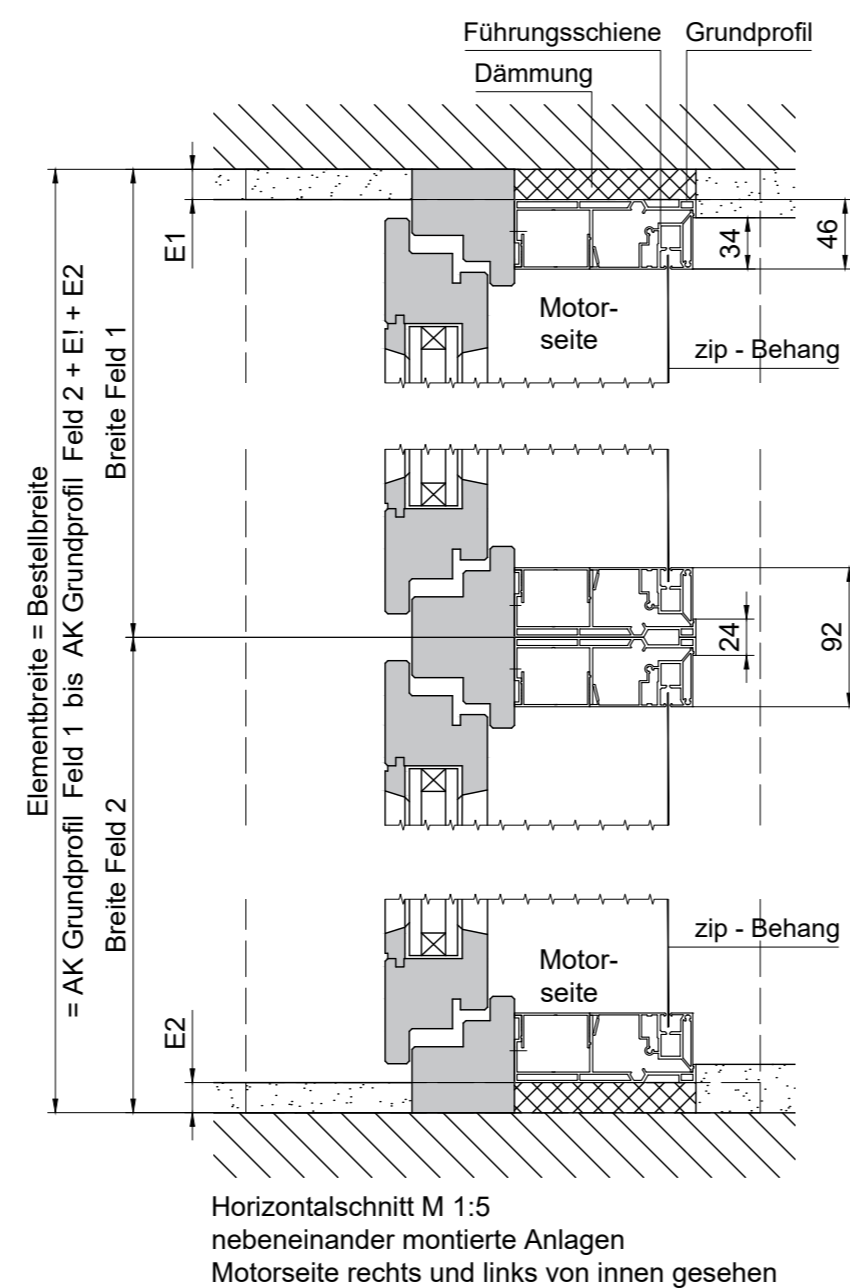 Führungsschiene
Grundprofil
Dämmung
E1
34
46
Motor-
seite
zip - Behang
Elementbreite = Bestellbreite
= AK Grundprofil Feld 1 bis AK Grundprofil Feld 2 + E! + E2
Breite Feld 1
24
92
Breite Feld 2
zip - Behang
Motor-
seite
E2
Horizontalschnitt M 1:5
nebeneinander montierte Anlagen
Motorseite rechts und links von innen gesehen